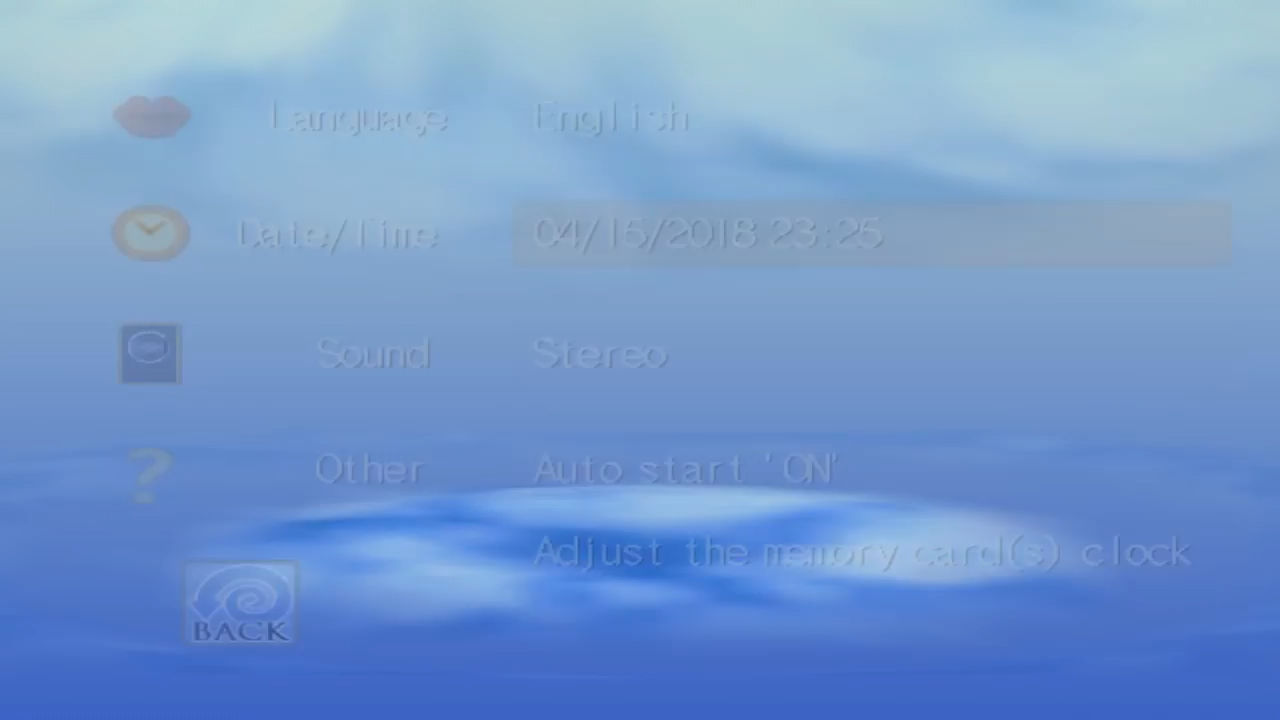 Language English
Date/Time 04/15/2018 23:25
Sound Stereo
Other Auto start 'ON'
Adjust the memory card(s) clock
BACK